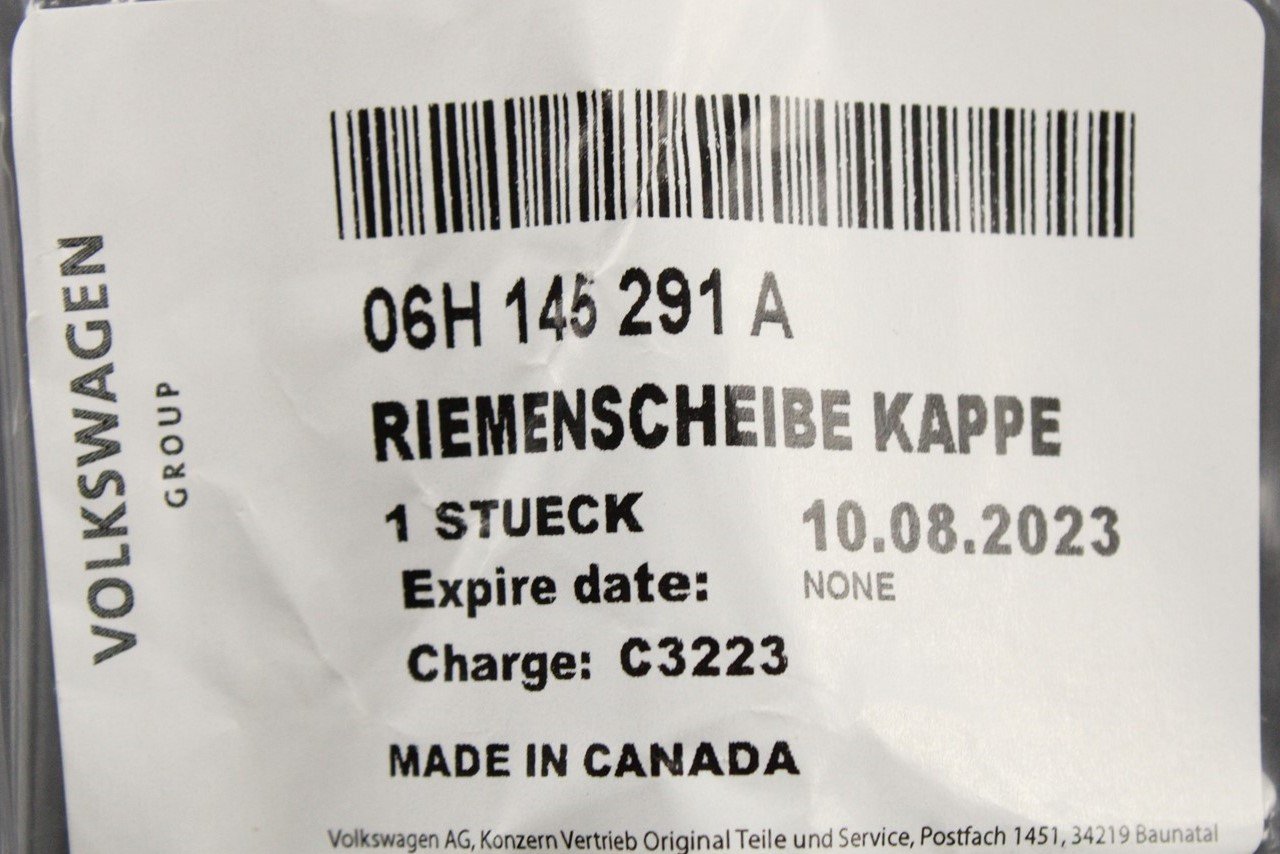 VOLKSWAGEN
GROUP
06H 145 291 A
RIEMENSCHEIBE KAPPE
1 STUECK 10.08.2023
Expire date: NONE
Charge: C3223
MADE IN CANADA
Volkswagen AG, Konzern Vertrieb Original Teile und Service, Postfach 1451, 34219 Baunatal